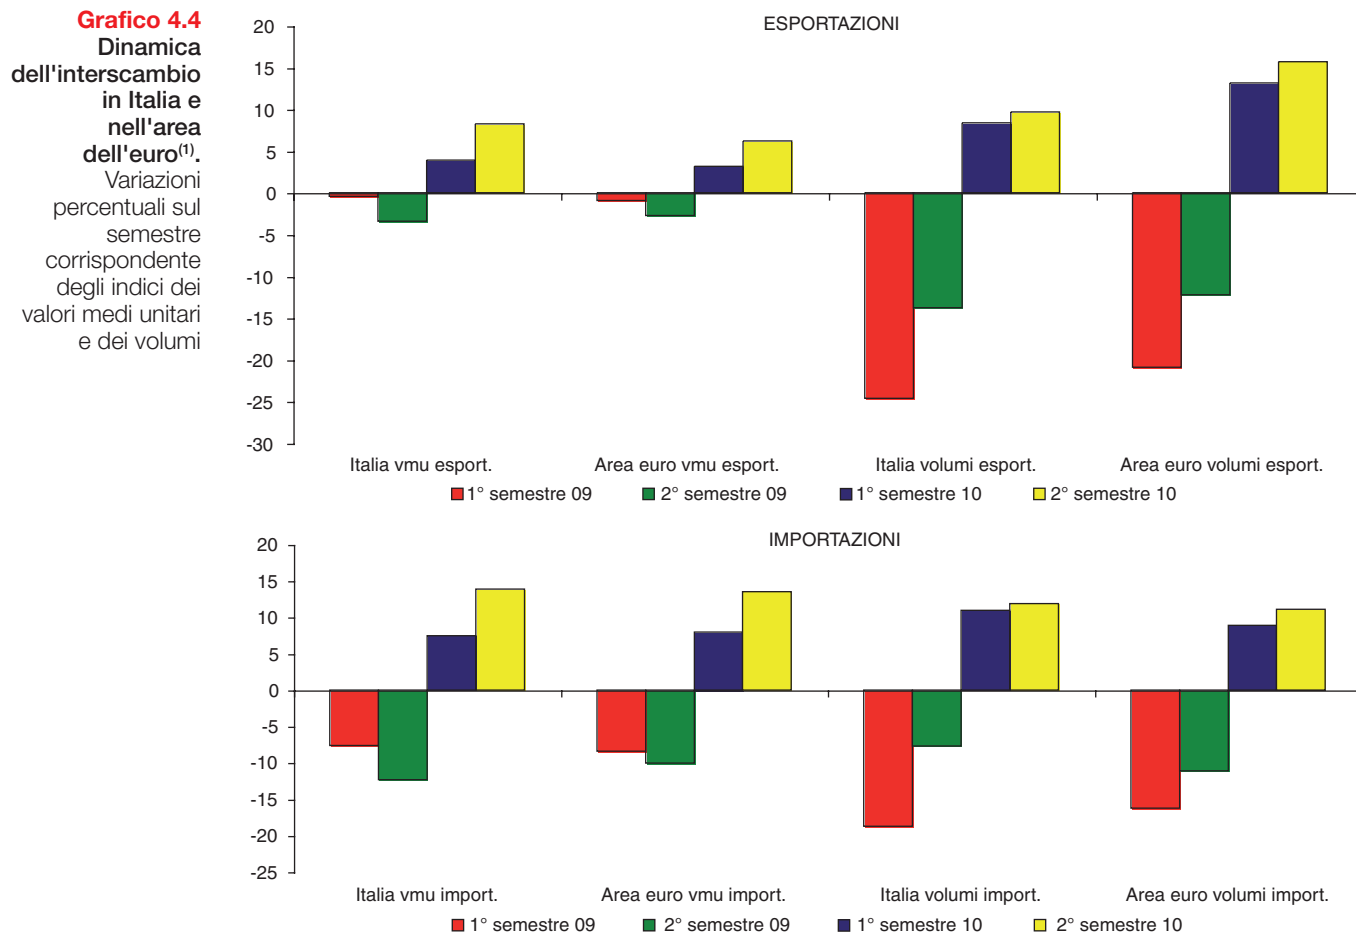 Grafico 4.4
Dinamica
dell'interscambio
in Italia e
nell'area
dell'euro(1).
Variazioni
percentuali sul
semestre
corrispondente
degli indici dei
valori medi unitari
e dei volumi
ESPORTAZIONI
20
15
10
5
0
-5
-10
-15
-20
-25
-30
Italia vmu esport. Area euro vmu esport. Italia volumi esport. Area euro volumi esport.
1° semestre 09 2° semestre 09 1° semestre 10 2° semestre 10
IMPORTAZIONI
20
15
10
5
0
-5
-10
-15
-20
-25
Italia vmu import. Area euro vmu import. Italia volumi import. Area euro volumi import.
1° semestre 09 2° semestre 09 1° semestre 10 2° semestre 10